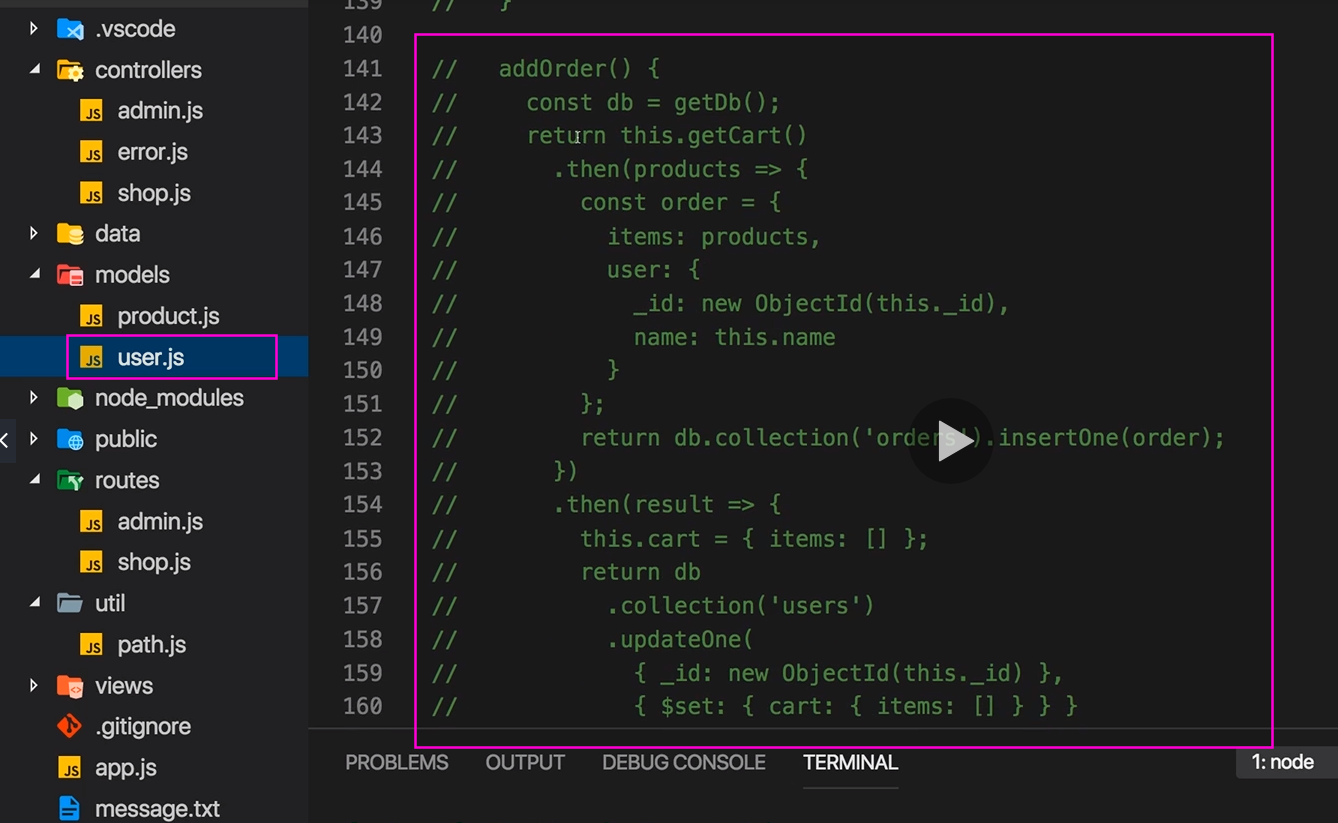 .vscode
controllers
admin.js
error.js
shop.js
data
models
product.js
user.js
node_modules
public
routes
admin.js
shop.js
util
path.js
views
.gitignore
app.js
message.txt
139 // }
140
141 // addOrder() {
142 // const db = getDb();
143 // return this.getCart()
144 // .then(products => {
145 // const order = {
146 // items: products,
147 // user: {
148 // _id: new ObjectId(this._id),
149 // name: this.name
150 // }
151 // };
152 // return db.collection('orders').insertOne(order);
153 // })
154 // .then(result => {
155 // this.cart = { items: [] };
156 // return db
157 // .collection('users')
158 // .updateOne(
159 // { _id: new ObjectId(this._id) },
160 // { $set: { cart: { items: [] } } }
PROBLEMS OUTPUT DEBUG CONSOLE TERMINAL 1: node